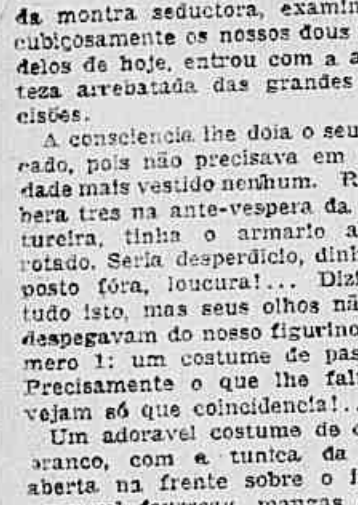 da montra seductora, examin
cubiçosamente os nossos dous
delos de hoje, entrou com a a
teza arrebatada das grandes
cisões.
A consciencia lhe doia o seu
cado, pois não precisava em
dade mais vestido nenhum. R
bera tres na ante-vespera da
tureira, tinha o armario a
rotado. Seria desperdicio, dinh
posto fóra, loucura!... Dizi
tudo isto, mas seus olhos nã
despegavam do nosso figurino
mero 1: um costume de pas
Precisamente o que lhe fal
vejam só que coincidencia!..
Um adoravel costume de
branco, com a tunica da
aberta na frente sobre o
mangas